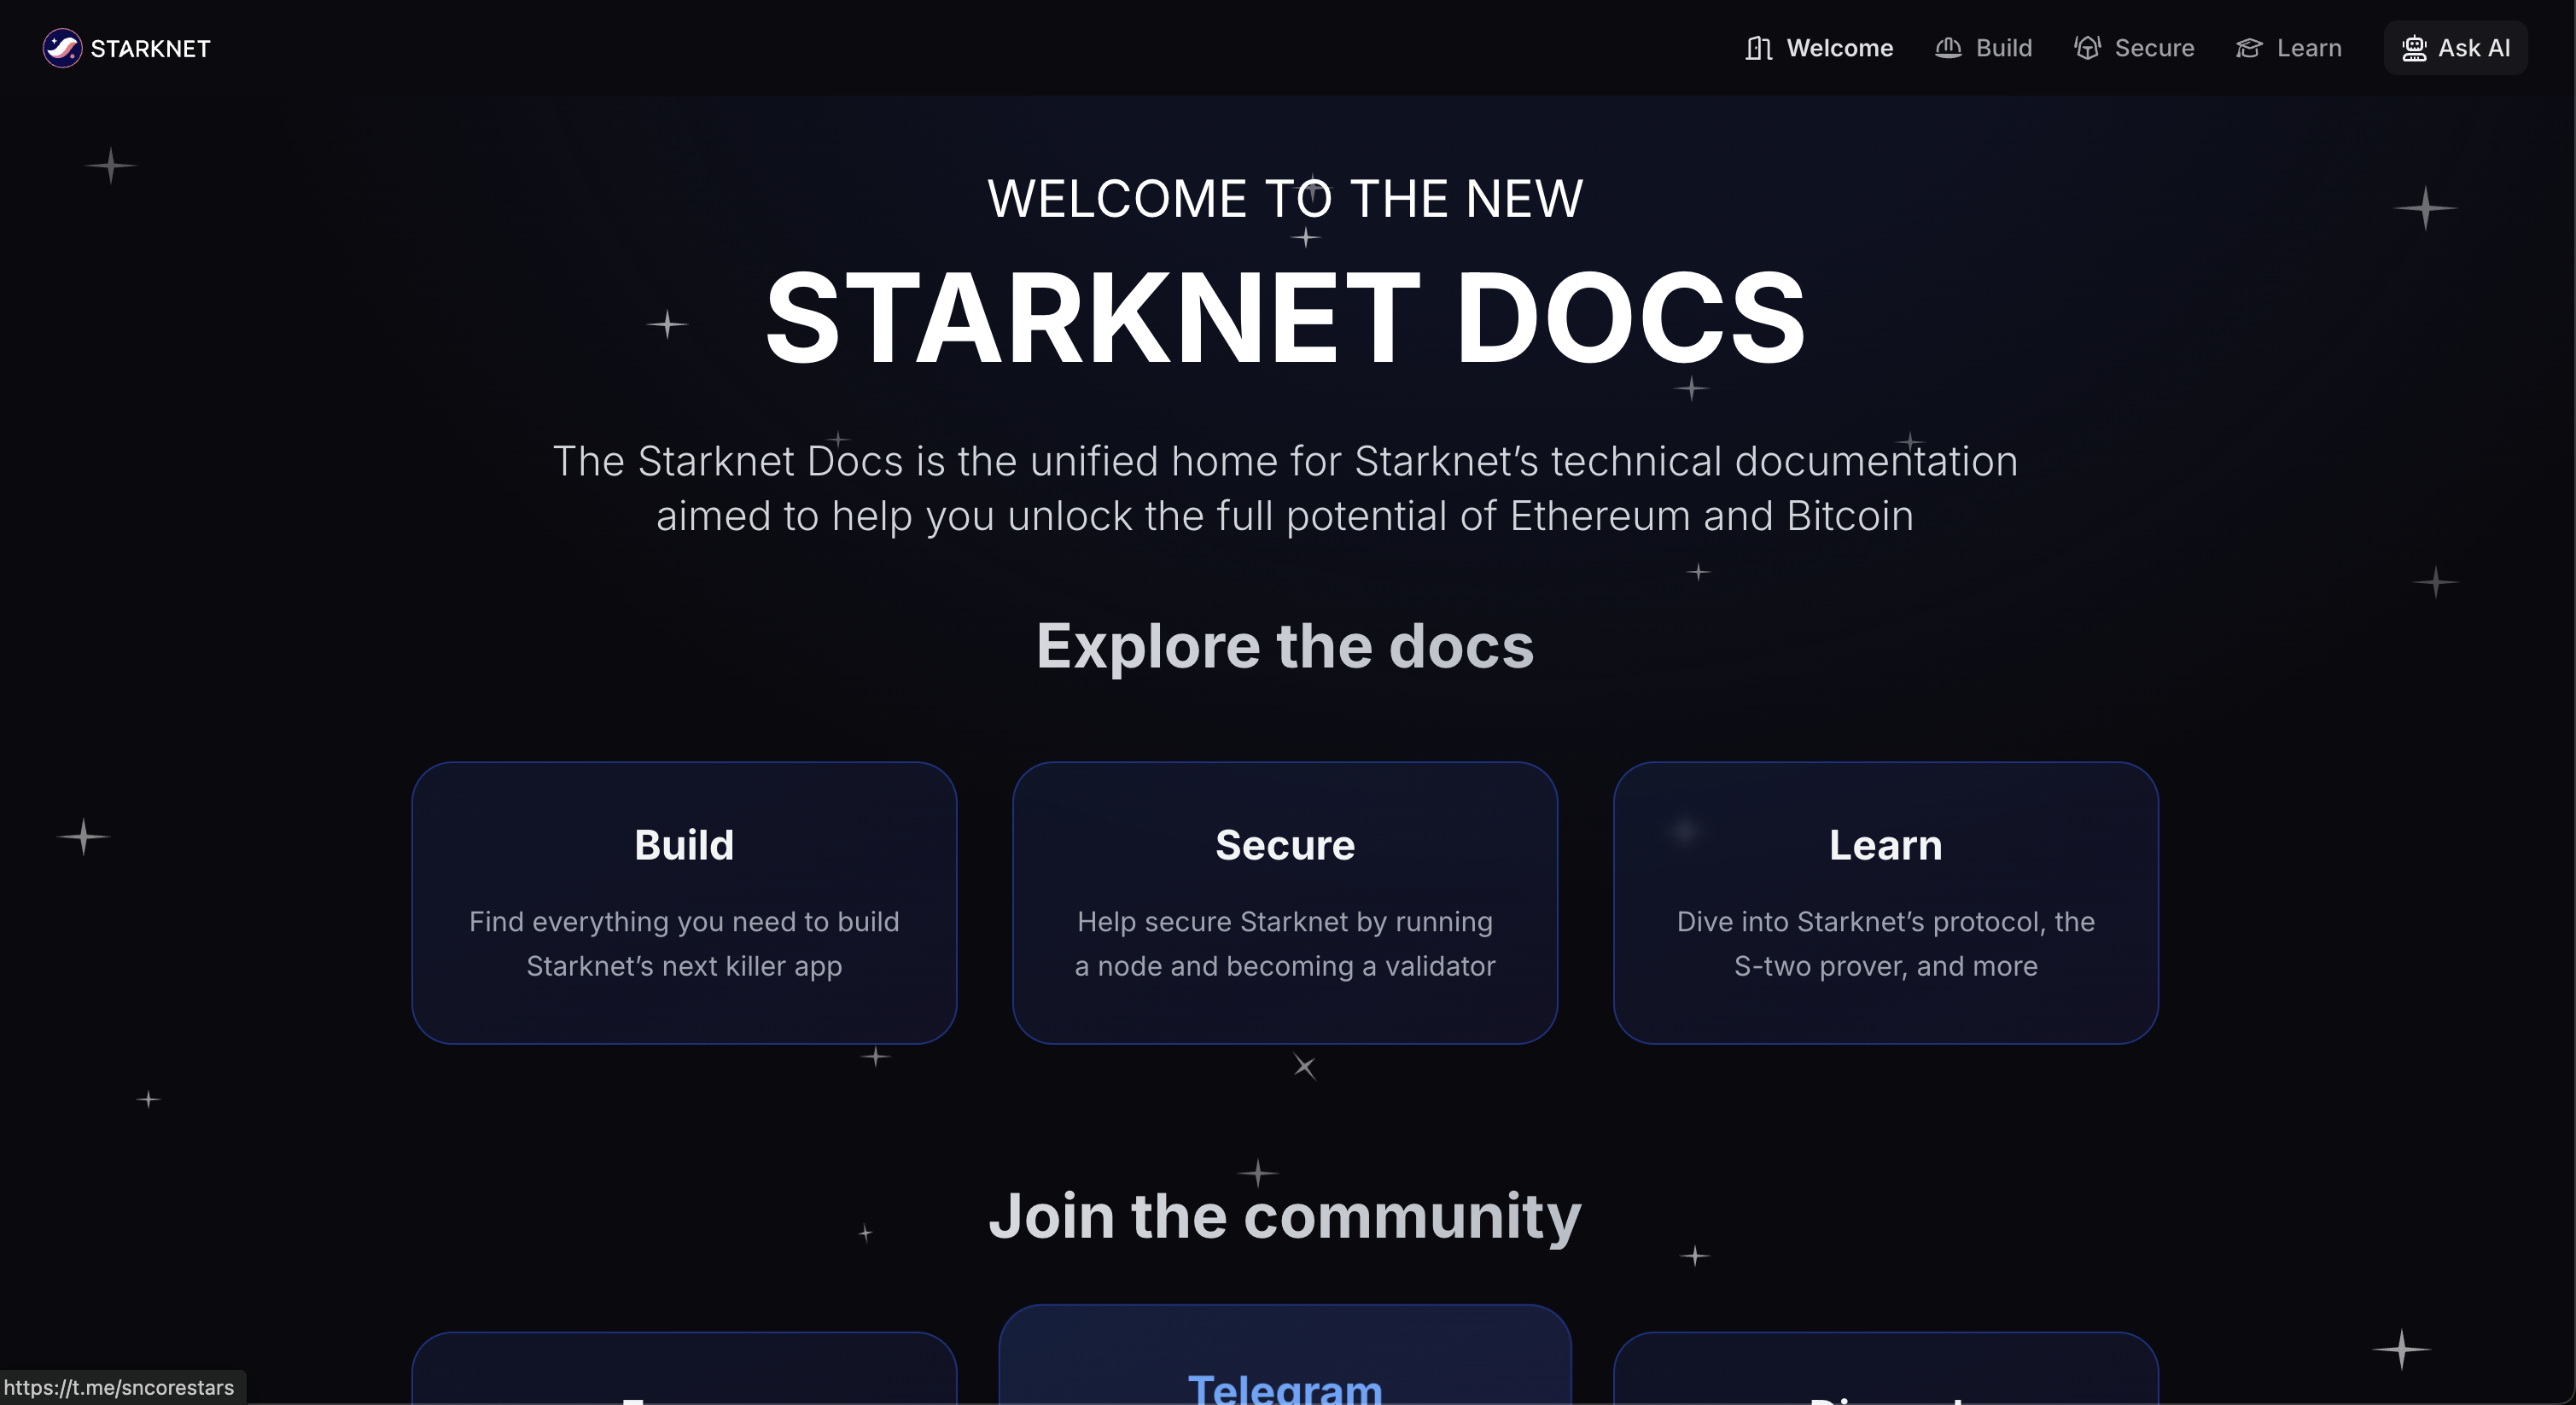 STARKNET
Welcome
Build
Secure
Learn
Ask AI
WELCOME TO THE NEW
STARKNET DOCS
The Starknet Docs is the unified home for Starknet’s technical documentation
aimed to help you unlock the full potential of Ethereum and Bitcoin
Explore the docs
Build
Find everything you need to build
Starknet’s next killer app
Secure
Help secure Starknet by running
a node and becoming a validator
Learn
Dive into Starknet’s protocol, the
S-two prover, and more
Join the community
Telegram
https://t.me/sncorestars